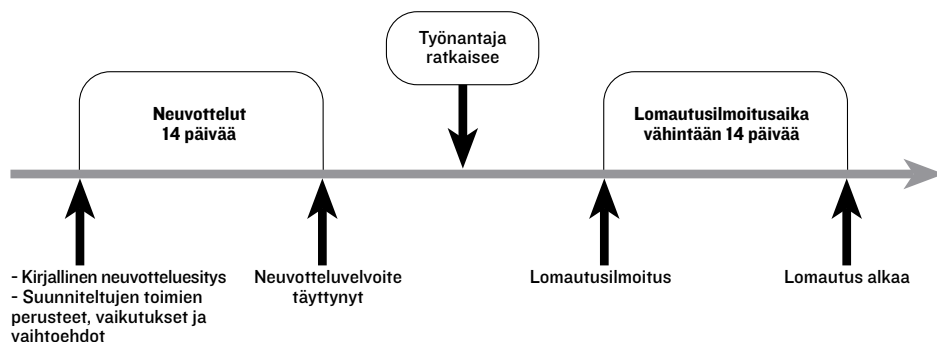 Työnantaja
ratkaisee
Neuvottelut
14 päivää
Lomautusilmoitusaika
vähintään 14 päivää
- Kirjallinen neuvotteluesitys
- Suunniteltujen toimien
perusteet, vaikutukset ja
vaihtoehdot
Neuvotteluvelvoite
täyttynyt
Lomautusilmoitus
Lomautus alkaa